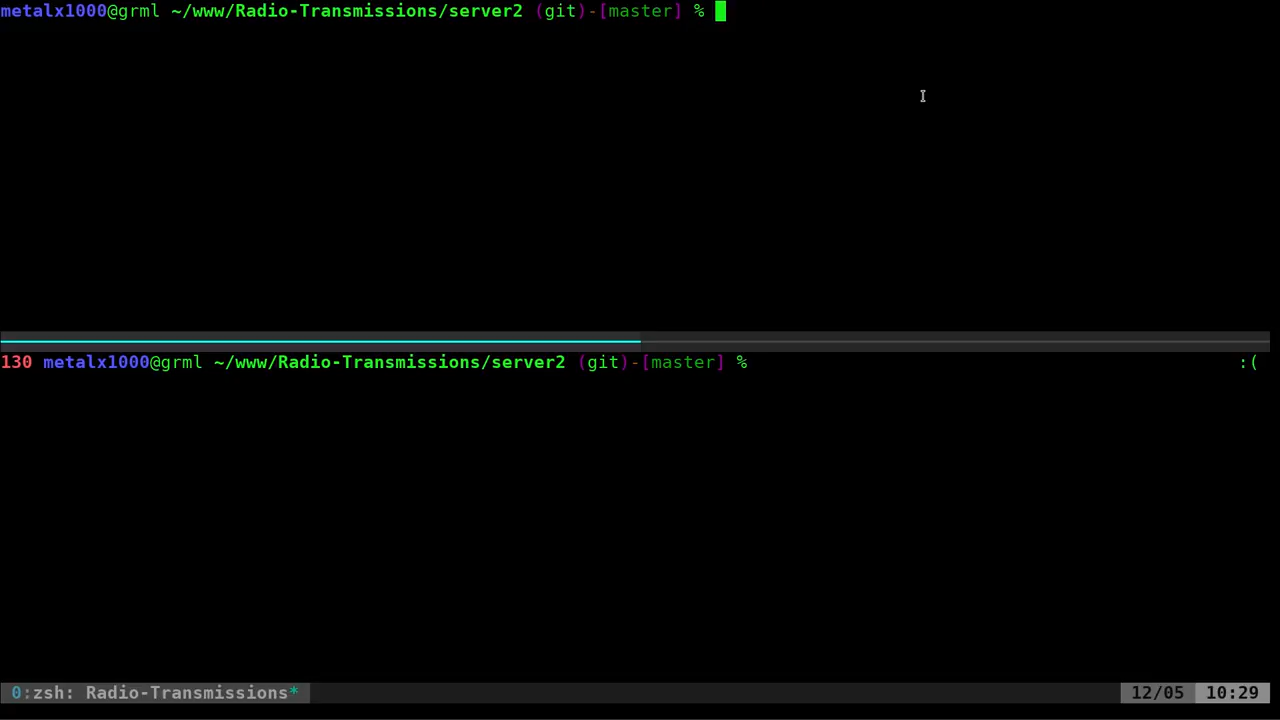 metalx1000@grml ~/www/Radio-Transmissions/server2 (git)-[master] %
130 metalx1000@grml ~/www/Radio-Transmissions/server2 (git)-[master] % :(
0:zsh: Radio-Transmissions* 12/05 10:29